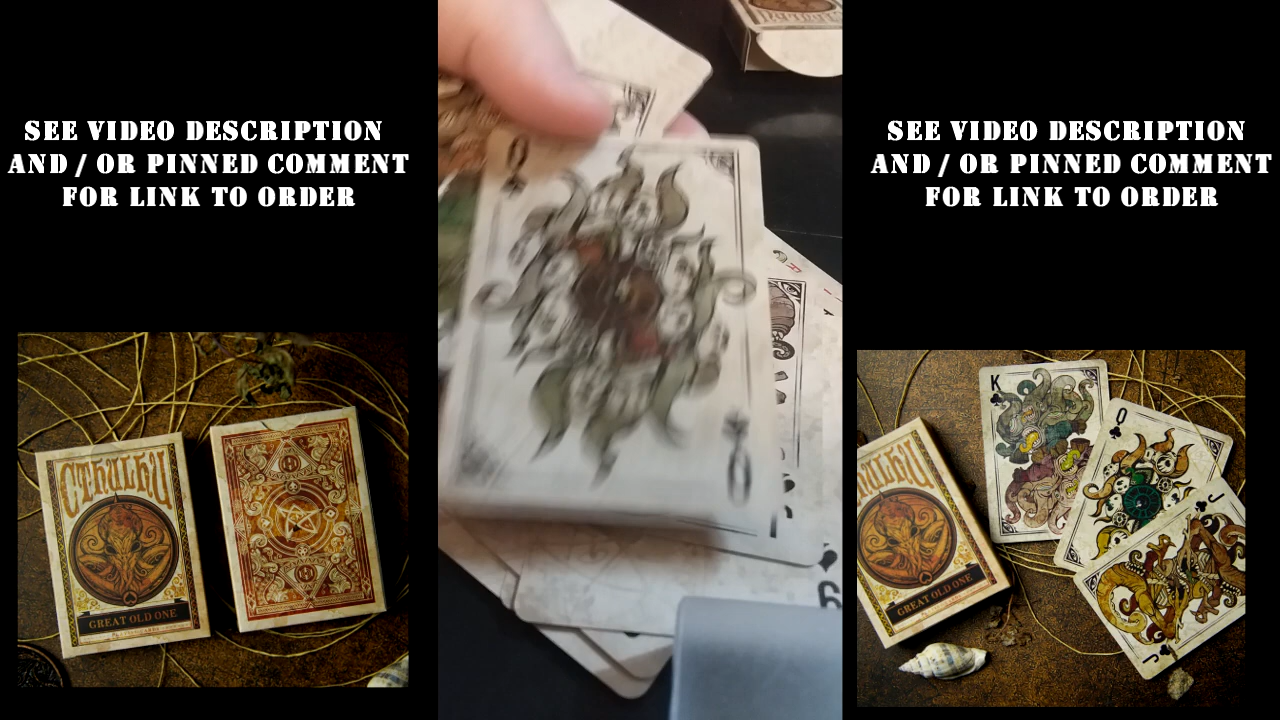 SEE VIDEO DESCRIPTION
AND / OR PINNED COMMENT
FOR LINK TO ORDER
SEE VIDEO DESCRIPTION
AND / OR PINNED COMMENT
FOR LINK TO ORDER
CTHULHU
GREAT OLD ONE
Q
Q
9
K
Q
J
J
GREAT OLD ONE